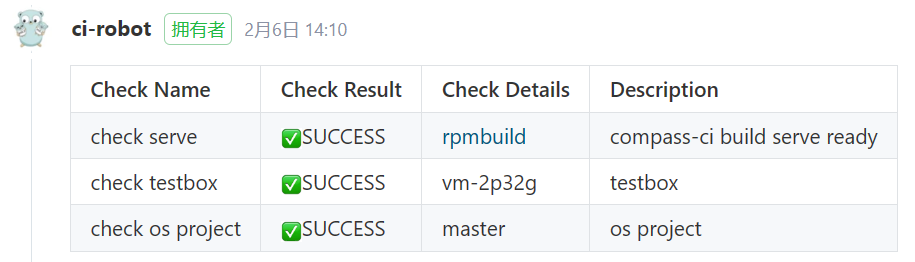 ci-robot 拥有者 2月6日 14:10
Check Name Check Result Check Details Description
check serve ✅SUCCESS rpmbuild compass-ci build serve ready
check testbox ✅SUCCESS vm-2p32g testbox
check os project ✅SUCCESS master os project